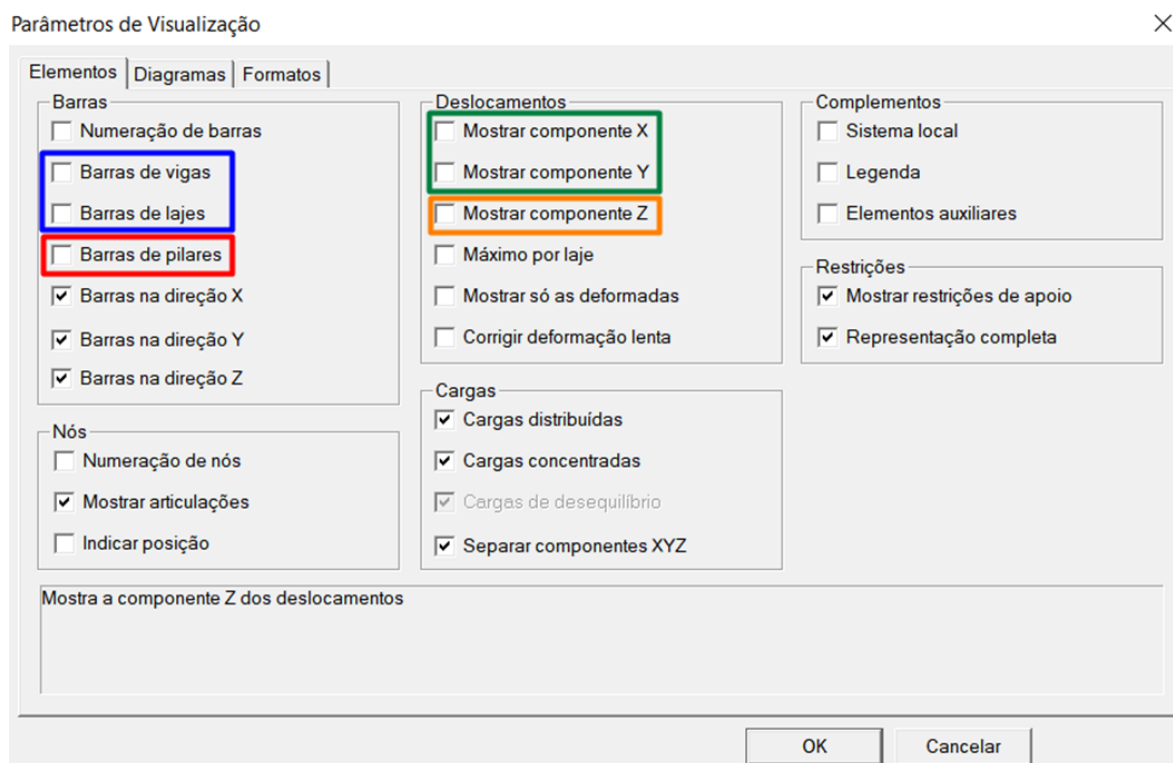 Parâmetros de Visualização
Elementos
Diagramas
Formatos
Barras
Numeração de barras
Barras de vigas
Barras de lajes
Barras de pilares
Barras na direção X
Barras na direção Y
Barras na direção Z
Nós
Numeração de nós
Mostrar articulações
Indicar posição
Deslocamentos
Mostrar componente X
Mostrar componente Y
Mostrar componente Z
Máximo por laje
Mostrar só as deformadas
Corrigir deformação lenta
Cargas
Cargas distribuídas
Cargas concentradas
Cargas de desequilíbrio
Separar componentes XYZ
Complementos
Sistema local
Legenda
Elementos auxiliares
Restrições
Mostrar restrições de apoio
Representação completa
Mostra a componente Z dos deslocamentos
OK
Cancelar